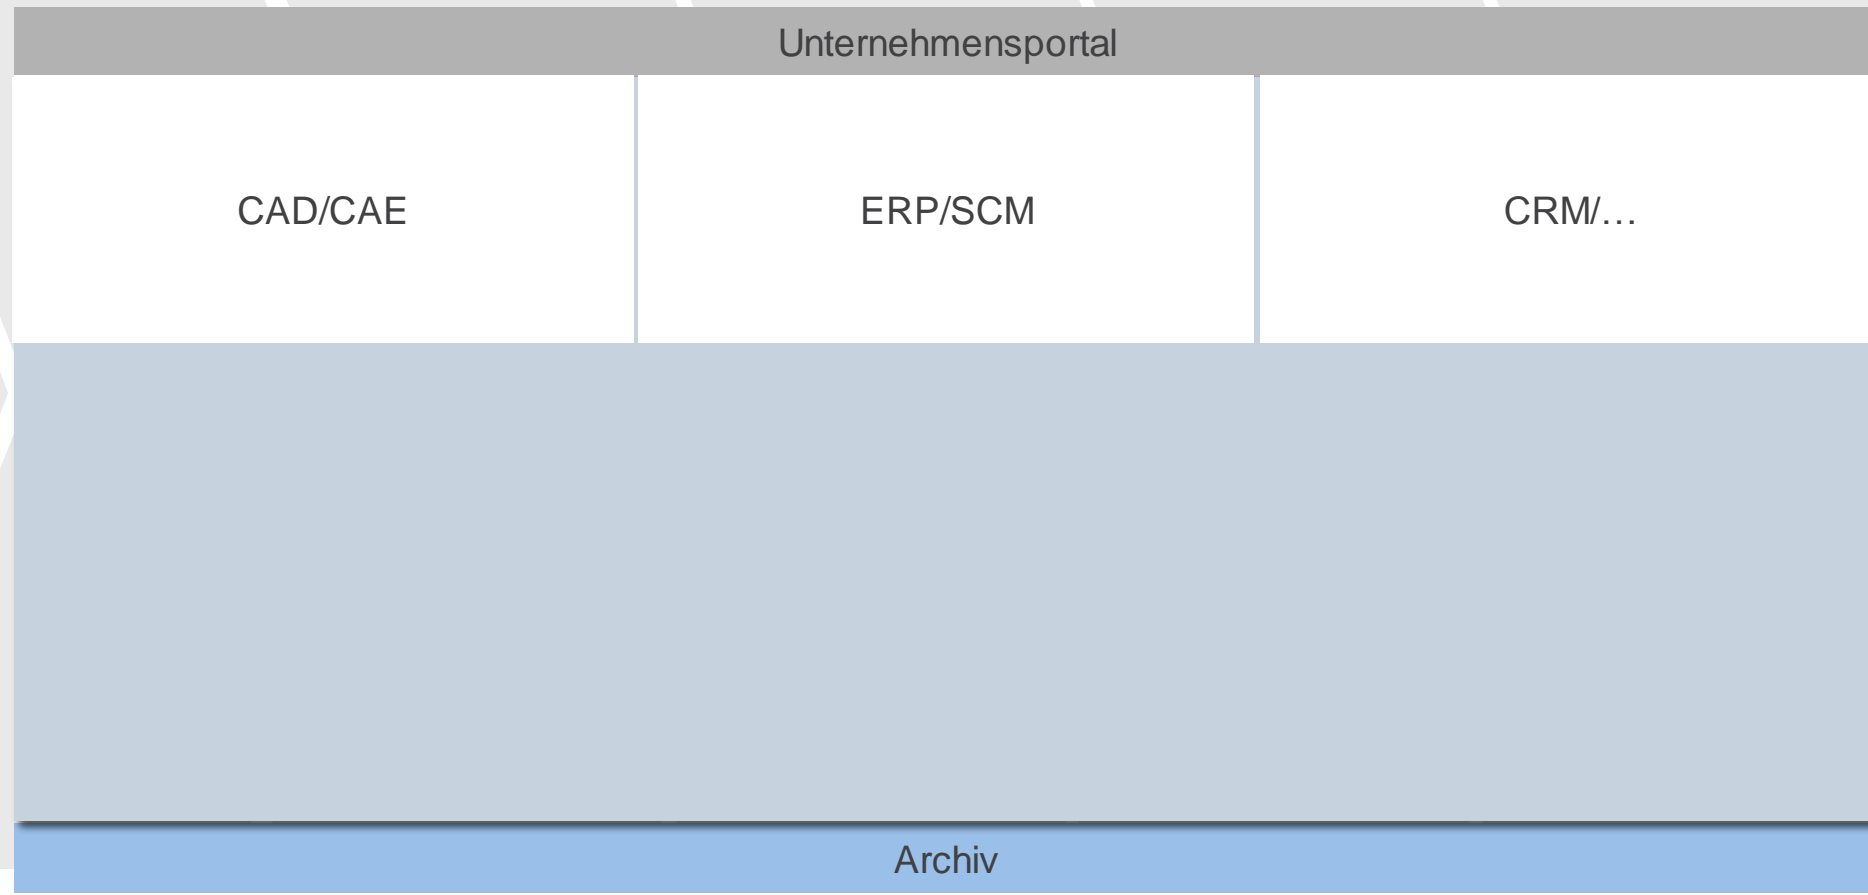 Unternehmensportal
CAD/CAE
ERP/SCM
CRM/…
Archiv